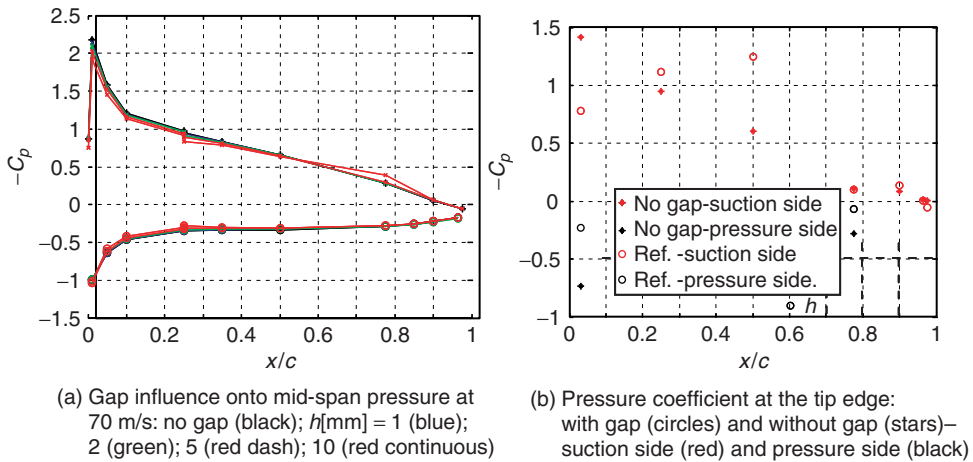 2.5
2
1.5
1
0.5
0
−0.5
−1
1.5
−Cp
0 0.2 0.4 0.6 0.8 1
x/c
(a) Gap influence onto mid-span pressure at
70 m/s: no gap (black); h[mm] = 1 (blue);
2 (green); 5 (red dash); 10 (red continuous)
1.5
1
0.5
0
−0.5
−1
−Cp
No gap-suction side
No gap-pressure side
Ref. -suction side
Ref. -pressure side.
h
0 0.2 0.4 0.6 0.8 1
x/c
(b) Pressure coefficient at the tip edge:
with gap (circles) and without gap (stars)–
suction side (red) and pressure side (black)